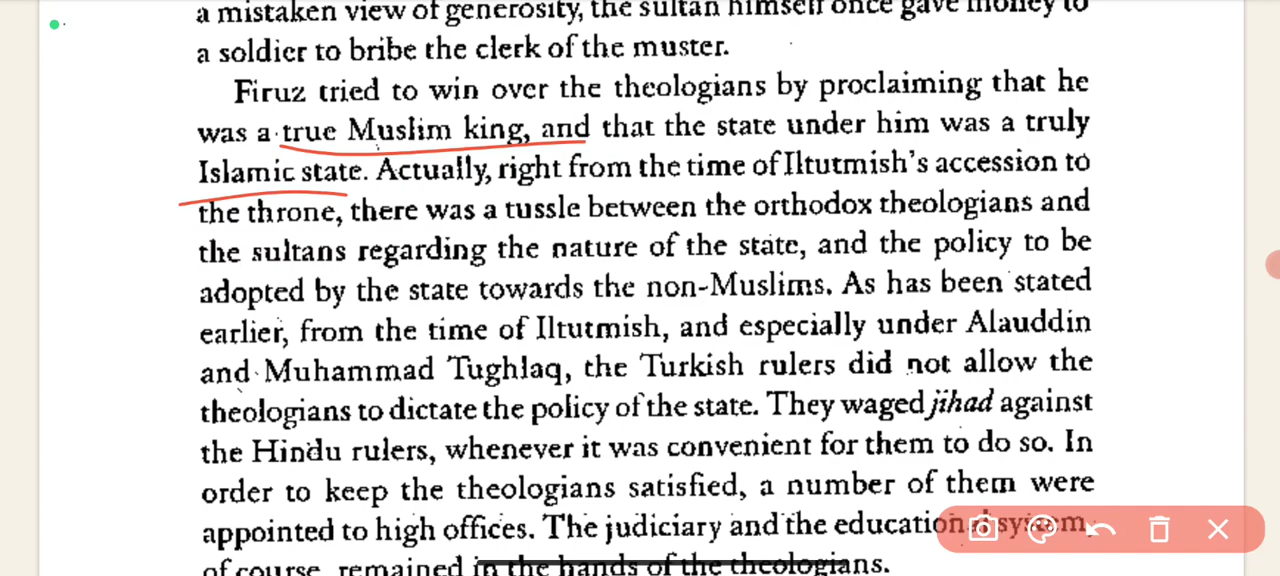 a mistaken view of generosity, the sultan himself once gave money to
a soldier to bribe the clerk of the muster.
Firuz tried to win over the theologians by proclaiming that he
was a true Muslim king, and that the state under him was a truly
Islamic state. Actually, right from the time of Iltutmish's accession to
the throne, there was a tussle between the orthodox theologians and
the sultans regarding the nature of the state, and the policy to be
adopted by the state towards the non-Muslims. As has been stated
earlier, from the time of Iltutmish, and especially under Alauddin
and Muhammad Tughlaq, the Turkish rulers did not allow the
theologians to dictate the policy of the state. They waged jihad against
the Hindu rulers, whenever it was convenient for them to do so. In
order to keep the theologians satisfied, a number of them were
appointed to high offices. The judiciary and the educational system,
of course, remained in the hands of the theologians.